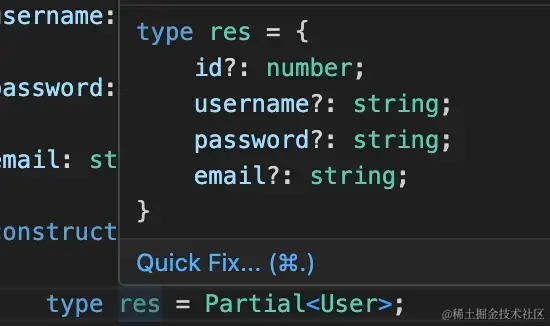 username:
type res = {
id?: number;
username?: string;
password?: string;
email?: string;
}
password:
email: st
construct
Quick Fix... (⌘.)
type res = Partial<User>;
@稀土掘金技术社区